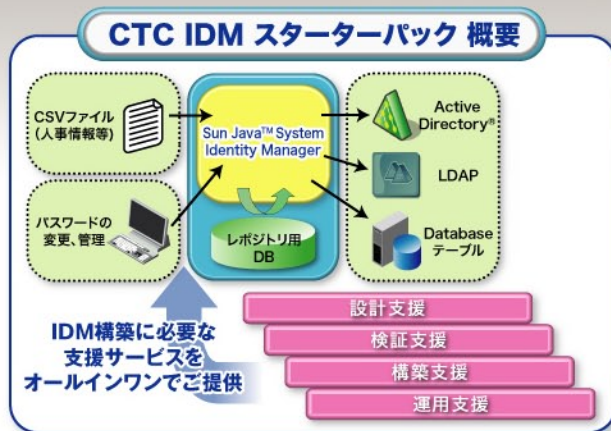 CTC IDM スターターパック 概要
CSVファイル
(人事情報等)
パスワードの
変更、管理
Sun Java™ System
Identity Manager
レポジトリ用
DB
Active
Directory®
LDAP
Database
テーブル
IDM構築に必要な
支援サービスを
オールインワンでご提供
設計支援
検証支援
構築支援
運用支援